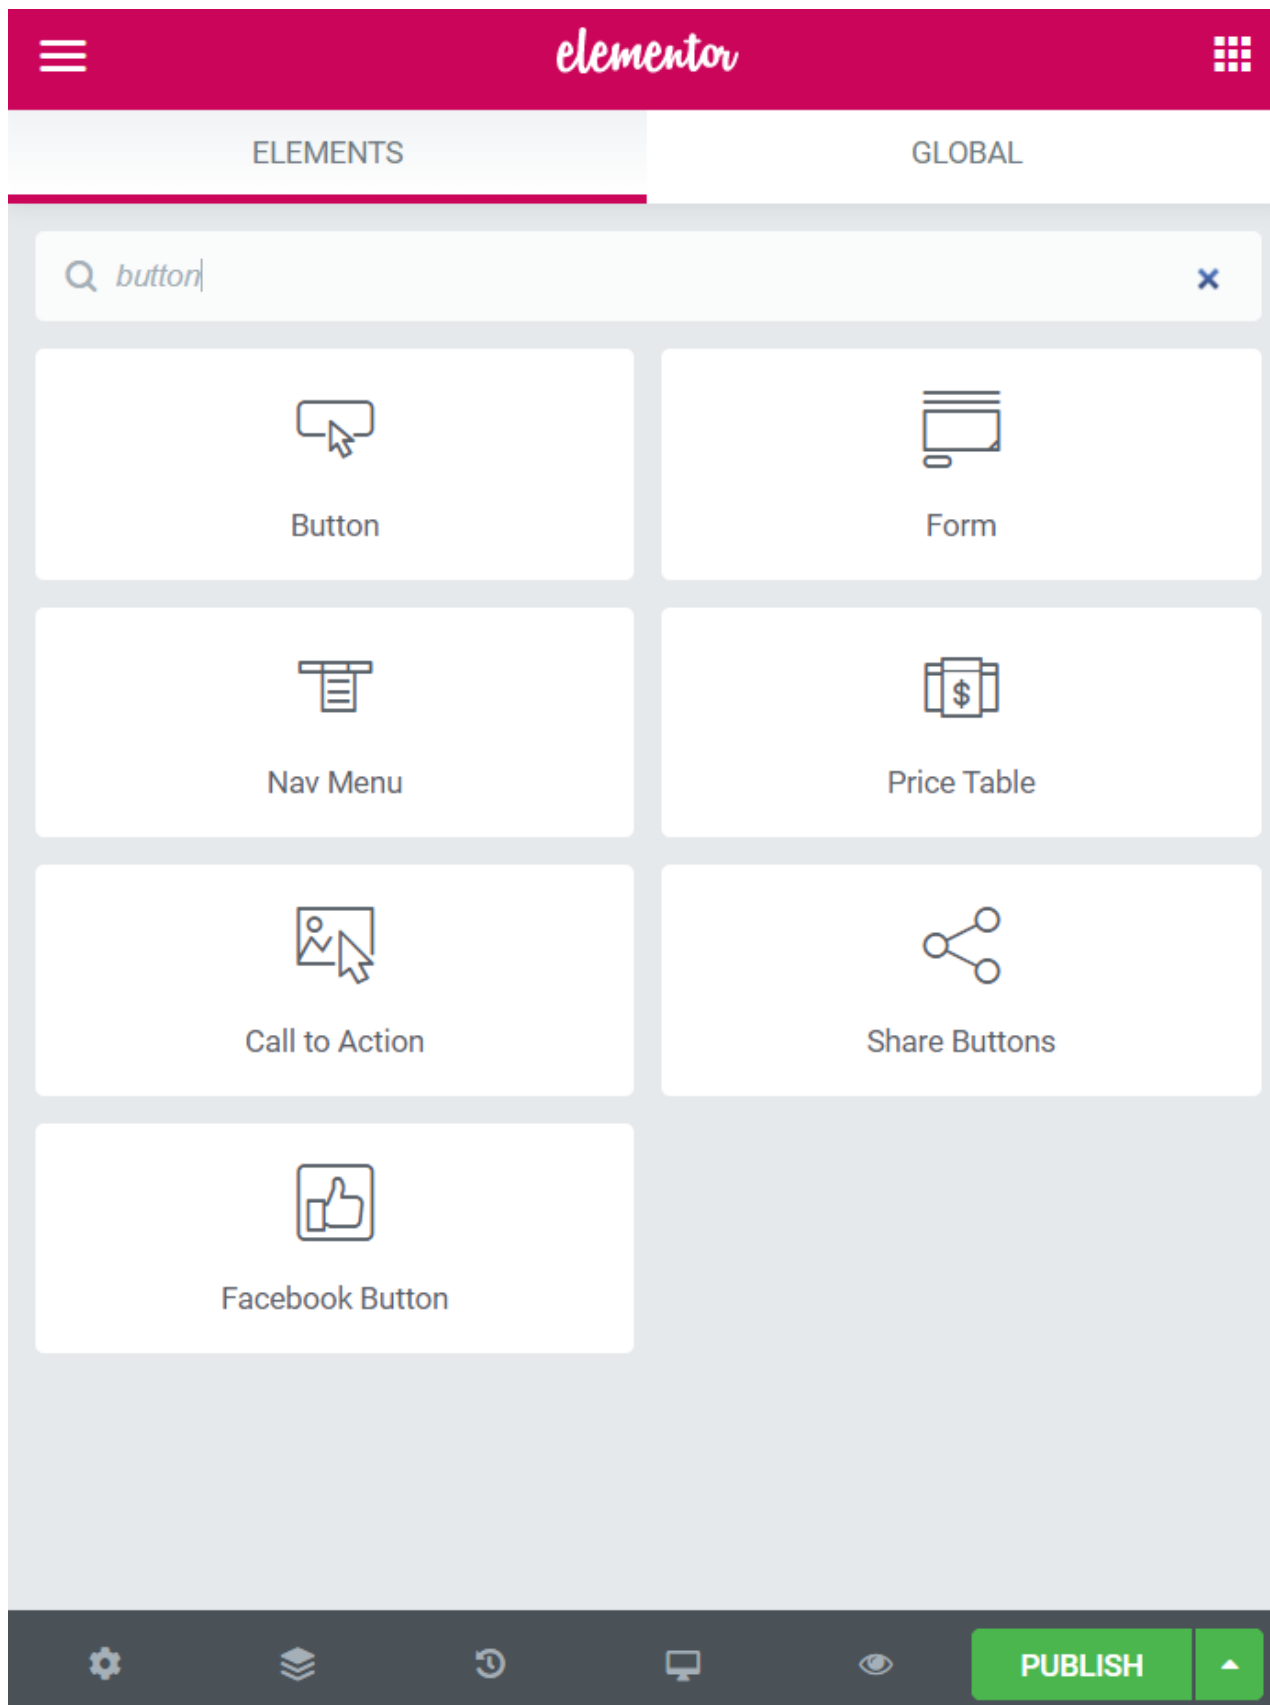 elementor
ELEMENTS
GLOBAL
button
Button
Form
Nav Menu
Price Table
$
Call to Action
Share Buttons
Facebook Button
PUBLISH